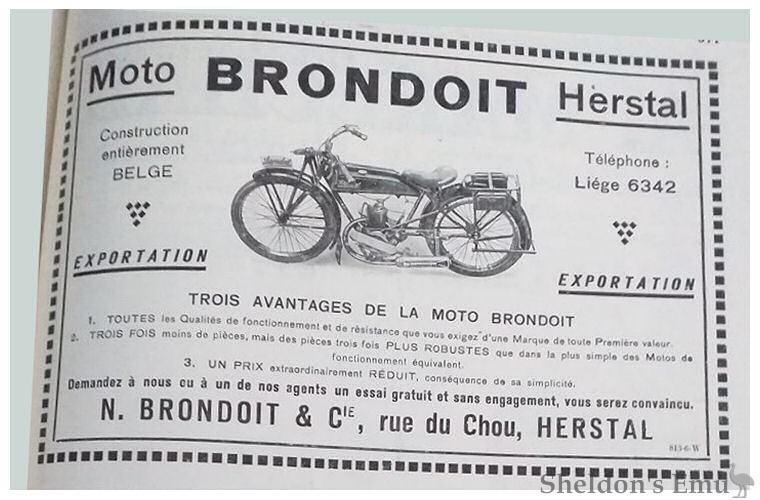 Moto BRONDOIT Herstal
Construction
entièrement
BELGE
EXPORTATION
Téléphone :
Liége 6342
EXPORTATION
TROIS AVANTAGES DE LA MOTO BRONDOIT
1. TOUTES les Qualités de fonctionnement et de résistance que vous exigez d'une Marque de toute Première valeur.
2. TROIS FOIS moins de pièces, mais des pièces trois fois PLUS ROBUSTES que dans la plus simple des Motos de
fonctionnement équivalent.
3. UN PRIX extraordinairement RÉDUIT, conséquence de sa simplicité.
Demandez à nous cu à un de nos agents un essai gratuit et sans engagement, vous serez convaincu.
N. BRONDOIT & CIE, rue du Chou, HERSTAL
813-6-W
Sheldon's Emu